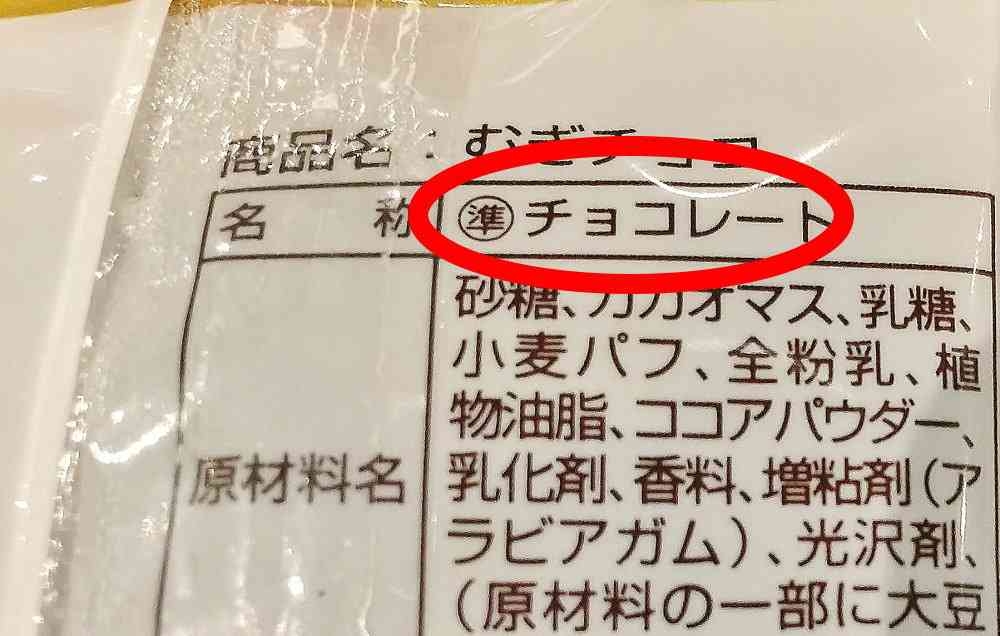 商品名：むぎチョコ
名称 ㊗準チョコレート
原材料名 砂糖、カカオマス、乳糖、
小麦パフ、全粉乳、植
物油脂、ココアパウダー、
乳化剤、香料、増粘剤（ア
ラビアガム）、光沢剤、
（原材料の一部に大豆